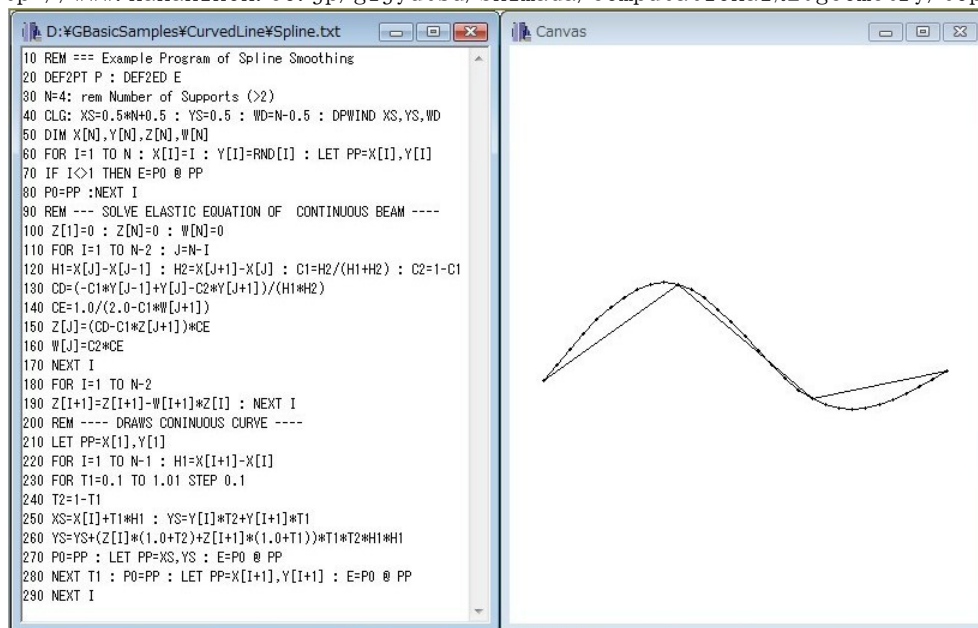 D:¥GBasicSamples¥CurvedLine¥Spline.txt
10 REM === Example Program of Spline Smoothing
20 DEF2PT P : DEF2ED E
30 N=4: rem Number of Supports (>2)
40 CLG: XS=0.5*N+0.5 : YS=0.5 : WD=N-0.5 : DPWIND XS,YS,WD
50 DIM X[N],Y[N],Z[N],W[N]
60 FOR I=1 TO N : X[I]=I : Y[I]=RND[I] : LET PP=X[I],Y[I]
70 IF I<>1 THEN E=P0 @ PP
80 P0=PP :NEXT I
90 REM --- SOLVE ELASTIC EQUATION OF CONTINUOUS BEAM ----
100 Z[1]=0 : Z[N]=0 : W[N]=0
110 FOR I=1 TO N-2 : J=N-I
120 H1=X[J]-X[J-1] : H2=X[J+1]-X[J] : C1=H2/(H1+H2) : C2=1-C1
130 CD=(-C1*Y[J-1]+Y[J]-C2*Y[J+1])/(H1*H2)
140 CE=1.0/(2.0-C1*W[J+1])
150 Z[J]=(CD-C1*Z[J+1])*CE
160 W[J]=C2*CE
170 NEXT I
180 FOR I=1 TO N-2
190 Z[I+1]=Z[I+1]-W[I+1]*Z[I] : NEXT I
200 REM ---- DRAWS CONINUOUS CURVE ----
210 LET PP=X[1],Y[1]
220 FOR I=1 TO N-1 : H1=X[I+1]-X[I]
230 FOR T1=0.1 TO 1.01 STEP 0.1
240 T2=1-T1
250 XS=X[I]+T1*H1 : YS=Y[I]*T2+Y[I+1]*T1
260 YS=YS+(Z[I]*(1.0+T2)+Z[I+1]*(1.0+T1))*T1*T2*H1*H1
270 P0=PP : LET PP=XS,YS : E=P0 @ PP
280 NEXT T1 : P0=PP : LET PP=X[I+1],Y[I+1] : E=P0 @ PP
290 NEXT I
Canvas